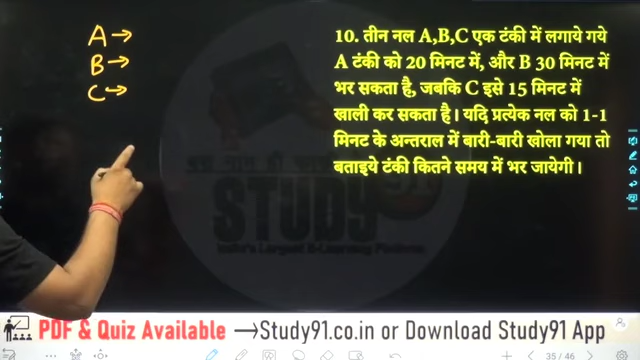 A →
B →
C →
10. तीन नल A,B,C एक टंकी में लगाये गये
A टंकी को 20 मिनट में, और B 30 मिनट में
भर सकता है, जबकि C इसे 15 मिनट में
खाली कर सकता है। यदि प्रत्येक नल को 1-1
मिनट के अन्तराल में बारी-बारी खोला गया तो
बताइये टंकी कितने समय में भर जायेगी।
STUDY91
India's Largest E-Learning Platform
PDF & Quiz Available →Study91.co.in or Download Study91 App
35 / 46